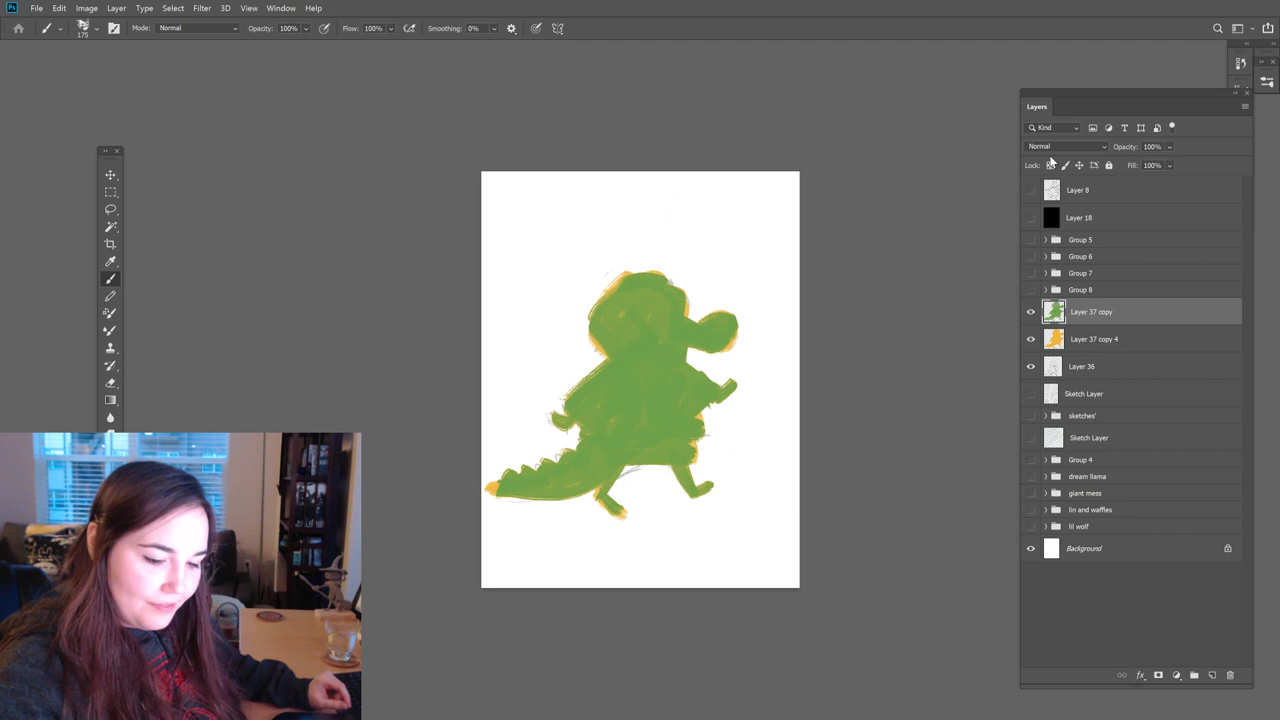 Ps File Edit Image Layer Type Select Filter 3D View Window Help
175 Mode: Normal Opacity: 100% Flow: 100% Smoothing: 0%
Layers
Kind
Normal Opacity: 100%
Lock: Fill: 100%
Layer 8
Layer 18
Group 5
Group 6
Group 7
Group 8
Layer 37 copy
Layer 37 copy 4
Layer 36
Sketch Layer
sketches'
Sketch Layer
Group 4
dream llama
giant mess
lin and waffles
lil wolf
Background
fx